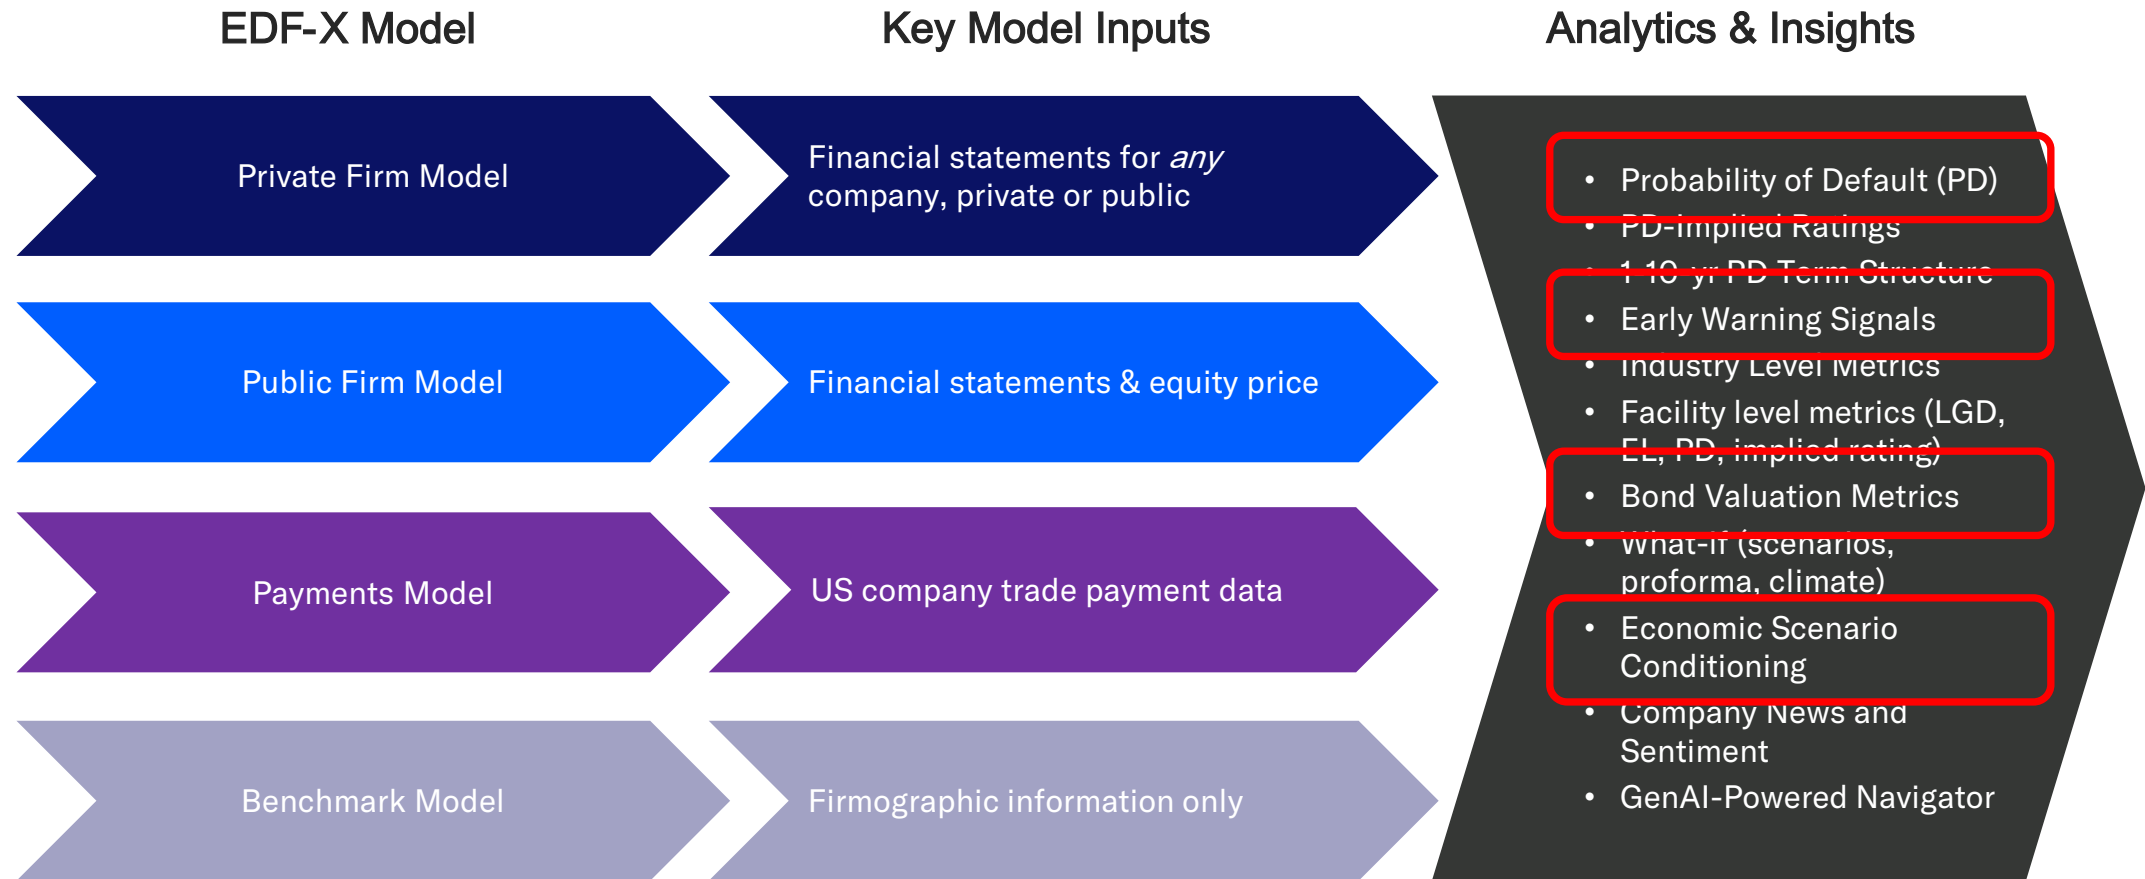 EDF-X Model
Key Model Inputs
Analytics & Insights
Private Firm Model
Financial statements for any
company, private or public
Public Firm Model
Financial statements & equity price
Payments Model
US company trade payment data
Benchmark Model
Firmographic information only
• Probability of Default (PD)
• PD-Implied Ratings
• 1-10-yr PD Term Structure
• Early Warning Signals
• Industry Level Metrics
• Facility level metrics (LGD,
EL, PD, implied rating)
• Bond Valuation Metrics
• What-if (scenarios,
proforma, climate)
• Economic Scenario
Conditioning
• Company News and
Sentiment
• GenAI-Powered Navigator